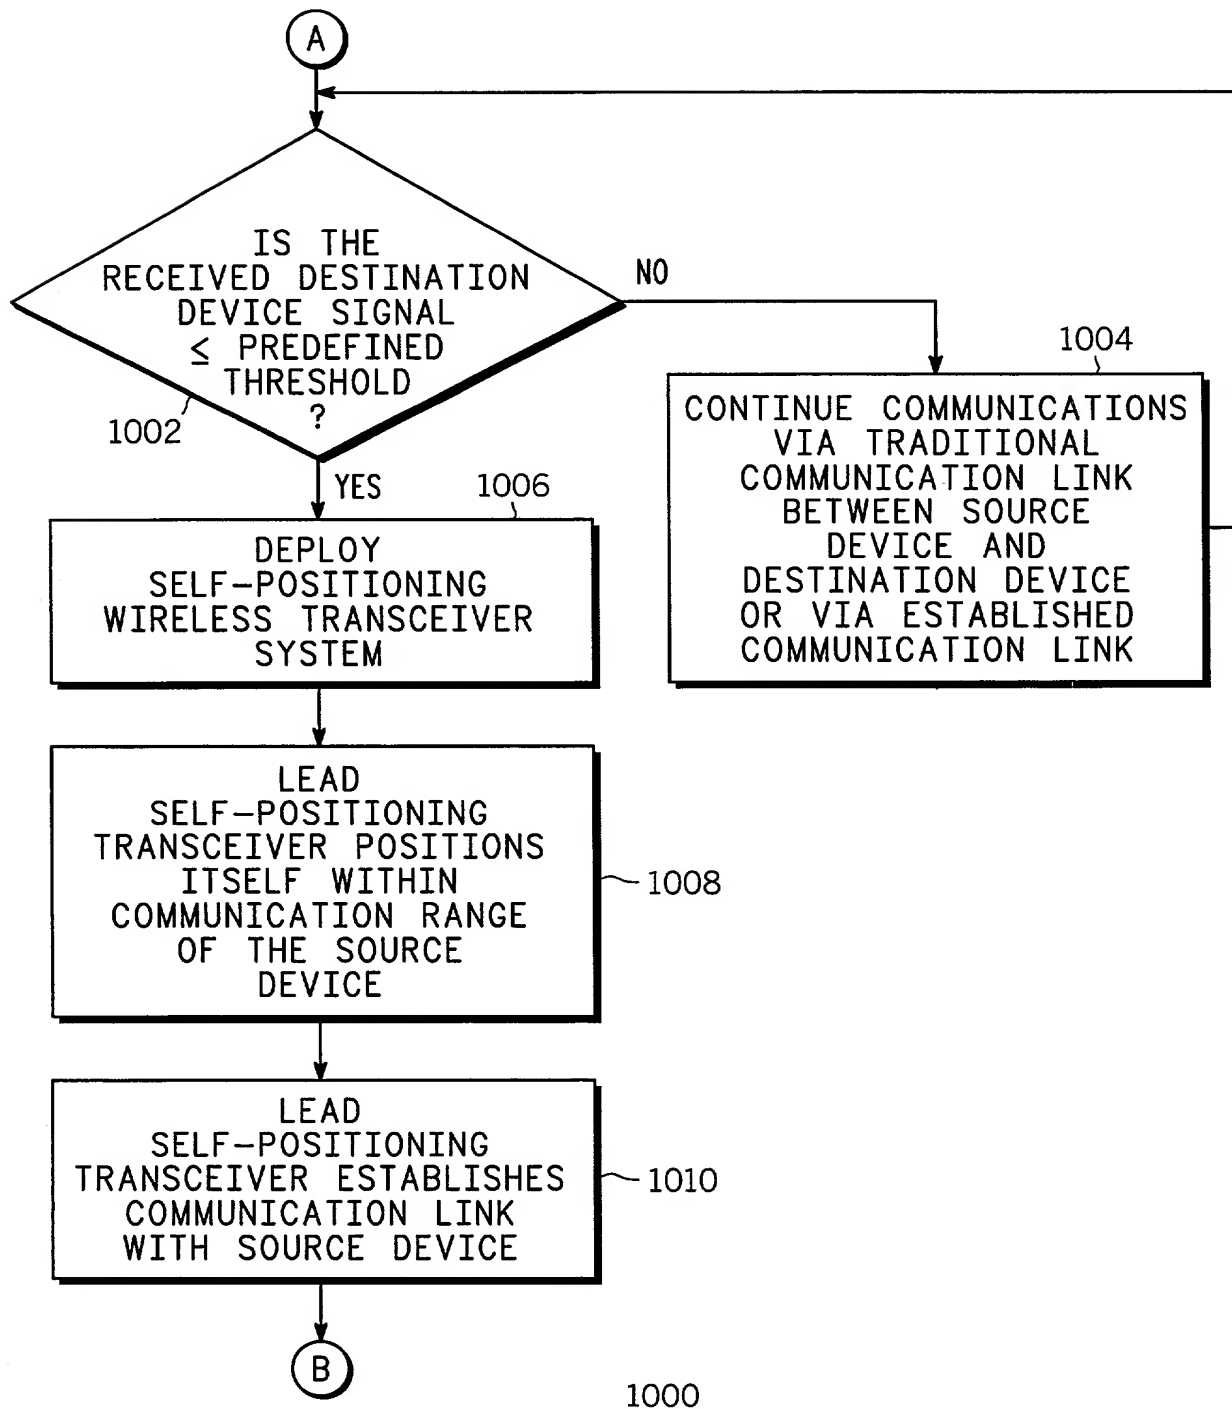 A
IS THE
RECEIVED DESTINATION
DEVICE SIGNAL
≤ PREDEFINED
THRESHOLD
?
1002
NO
YES
1004
CONTINUE COMMUNICATIONS
VIA TRADITIONAL
COMMUNICATION LINK
BETWEEN SOURCE
DEVICE AND
DESTINATION DEVICE
OR VIA ESTABLISHED
COMMUNICATION LINK
1006
DEPLOY
SELF-POSITIONING
WIRELESS TRANSCEIVER
SYSTEM
LEAD
SELF-POSITIONING
TRANSCEIVER POSITIONS
ITSELF WITHIN
COMMUNICATION RANGE
OF THE SOURCE
DEVICE
1008
LEAD
SELF-POSITIONING
TRANSCEIVER ESTABLISHES
COMMUNICATION LINK
WITH SOURCE DEVICE
1010
B
1000